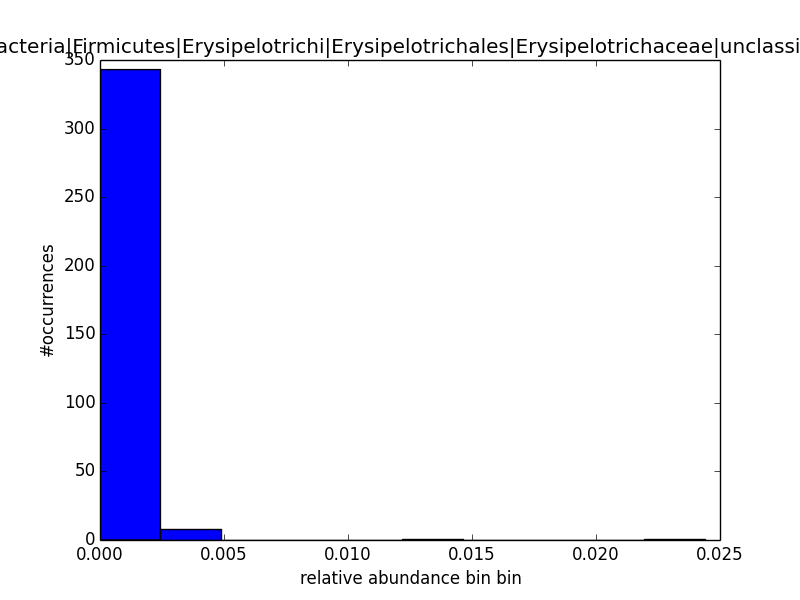 acteria|Firmicutes|Erysipelotrichi|Erysipelotrichales|Erysipelotrichaceae|unclassi
350
300
250
200
150
100
50
0
#occurrences
0.000 0.005 0.010 0.015 0.020 0.025
relative abundance bin bin